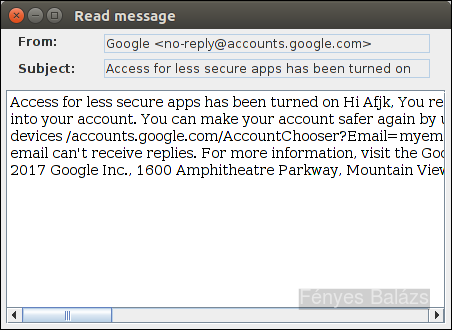 Read message
From:
Google <no-reply@accounts.google.com>
Subject:
Access for less secure apps has been turned on
Access for less secure apps has been turned on Hi Afjk, You re
into your account. You can make your account safer again by u
devices /accounts.google.com/AccountChooser?Email=myem
email can't receive replies. For more information, visit the Goo
2017 Google Inc., 1600 Amphitheatre Parkway, Mountain View
Fényes Balázs